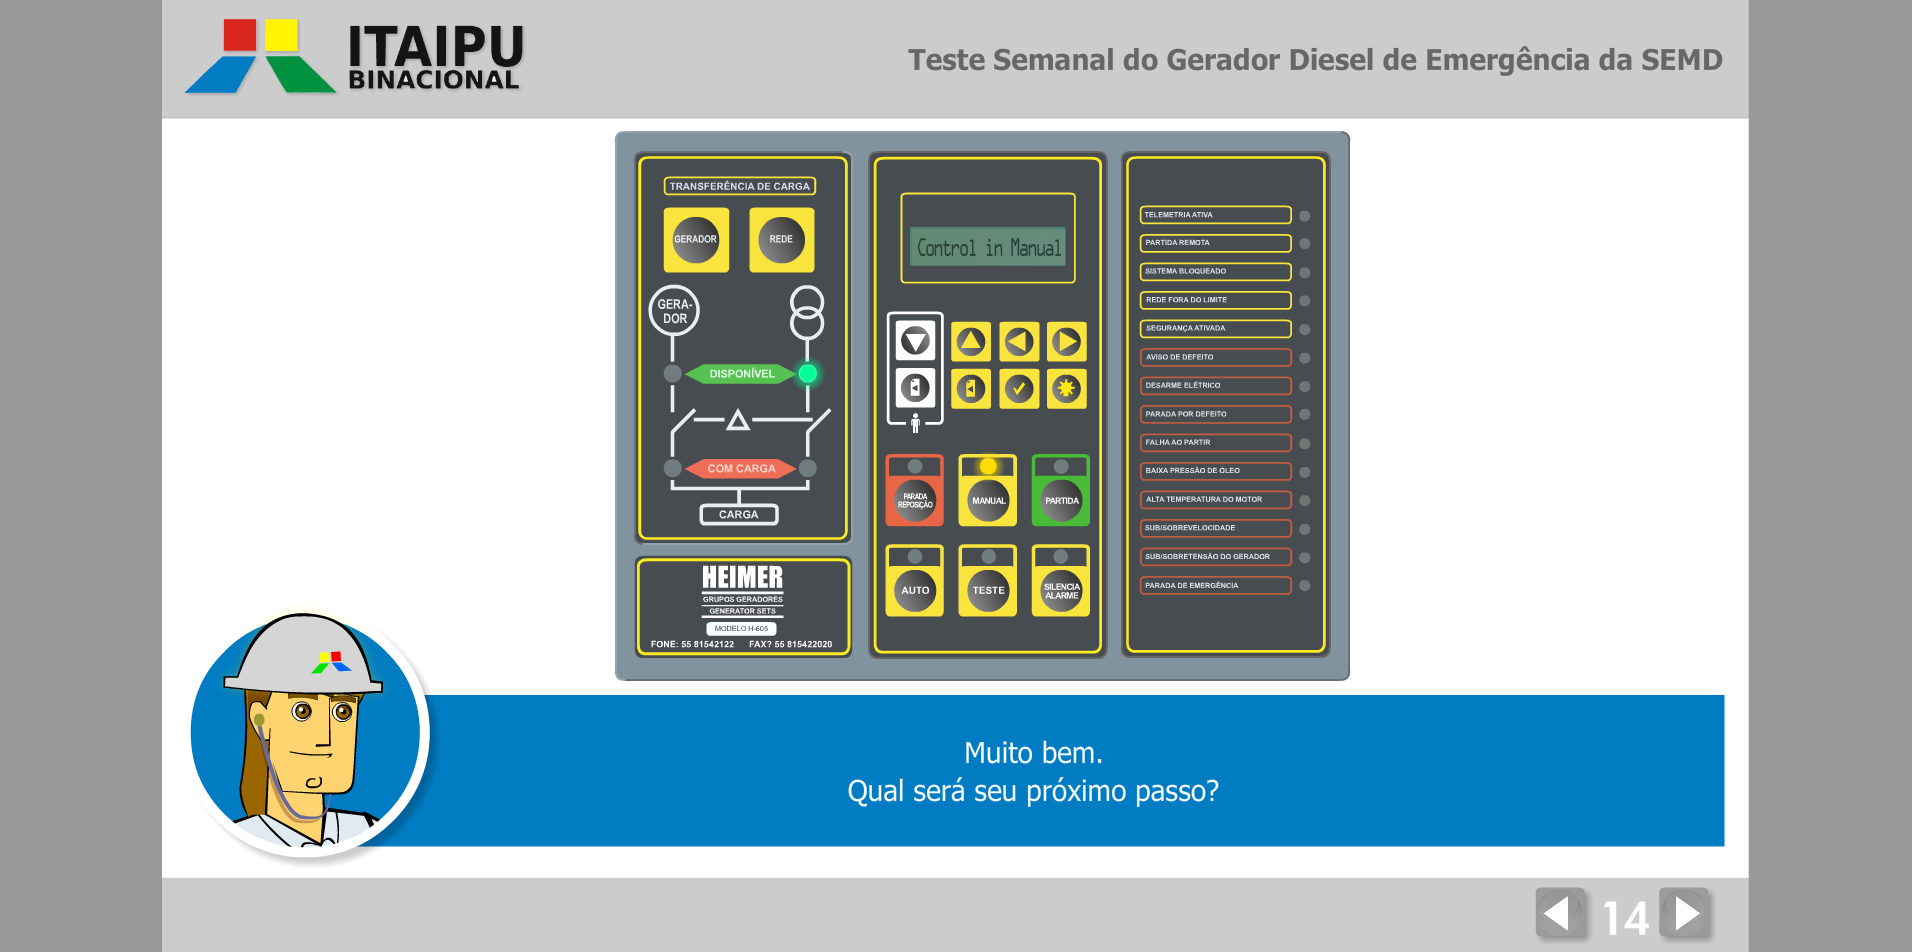 ITAIPU
BINACIONAL
Teste Semanal do Gerador Diesel de Emergência da SEMD
TRANSFERÊNCIA DE CARGA
GERADOR
REDE
GERA-
DOR
DISPONÍVEL
COM CARGA
CARGA
HEIMER
GRUPOS GERADORES
GENERATOR SETS
MODELO H-605
FONE: 55 81542122 FAX? 55 815422020
Control in Manual
PARADA
REPOSIÇÃO
MANUAL
PARTIDA
AUTO
TESTE
SILENCIA
ALARME
TELEMETRIA ATIVA
PARTIDA REMOTA
SISTEMA BLOQUEADO
REDE FORA DO LIMITE
SEGURANÇA ATIVADA
AVISO DE DEFEITO
DESARME ELÉTRICO
PARADA POR DEFEITO
FALHA AO PARTIR
BAIXA PRESSÃO DE ÓLEO
ALTA TEMPERATURA DO MOTOR
SUB/SOBREVELOCIDADE
SUB/SOBRETENSÃO DO GERADOR
PARADA DE EMERGÊNCIA
Muito bem.
Qual será seu próximo passo?
14